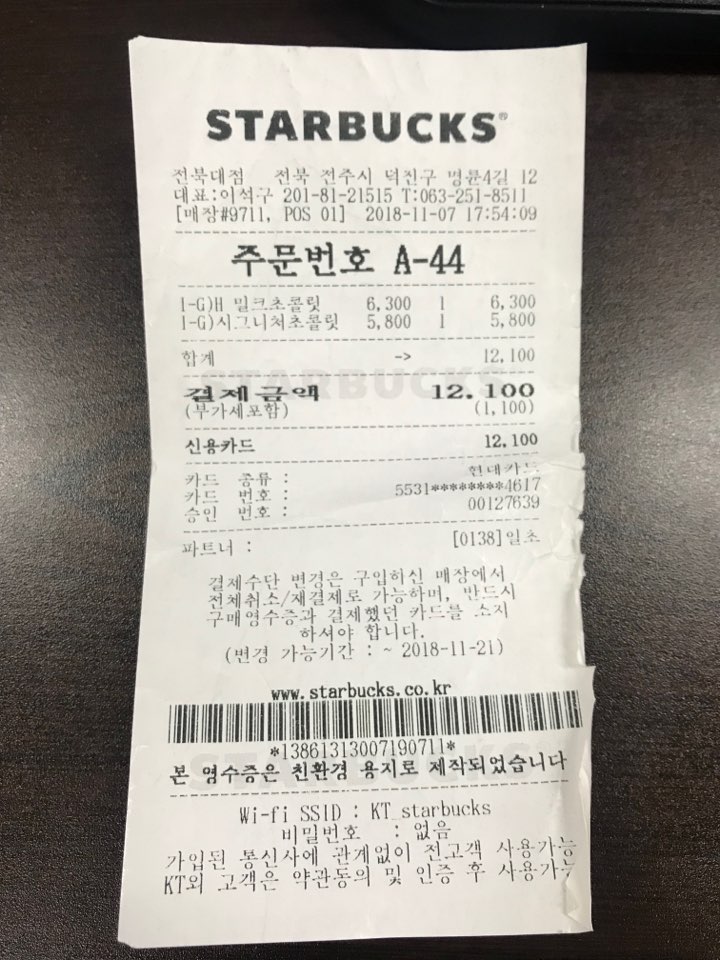 STARBUCKS®
전북대점 전북 전주시 덕진구 명륜4길 12
대표:이석구 201-81-21515 T:063-251-8511
[매장#9711, POS 01] 2018-11-07 17:54:09
주문번호 A-44
I-G)H 밀크초콜릿 6,300 1 6,300
I-G)시그니쳐초콜릿 5,800 1 5,800
합계 -> 12,100
결제금액 12,100
(부가세포함) (1,100)
신용카드 12,100
카드 종류 : 현대카드
카드 번호 : 5531********4617
승인 번호 : 00127639
파트너 : [0138]일초
결제수단 변경은 구입하신 매장에서
전체취소/재결제로 가능하며, 반드시
구매영수증과 결제했던 카드를 소지
하셔야 합니다.
(변경 가능기간 : ~ 2018-11-21)
www.starbucks.co.kr
*13861313007190711*
본 영수증은 친환경 용지로 제작되었습니다
Wi-fi SSID : KT_starbucks
비밀번호 : 없음
가입된 통신사에 관계없이 전고객 사용가능
KT외 고객은 약관동의 및 인증 후 사용가능